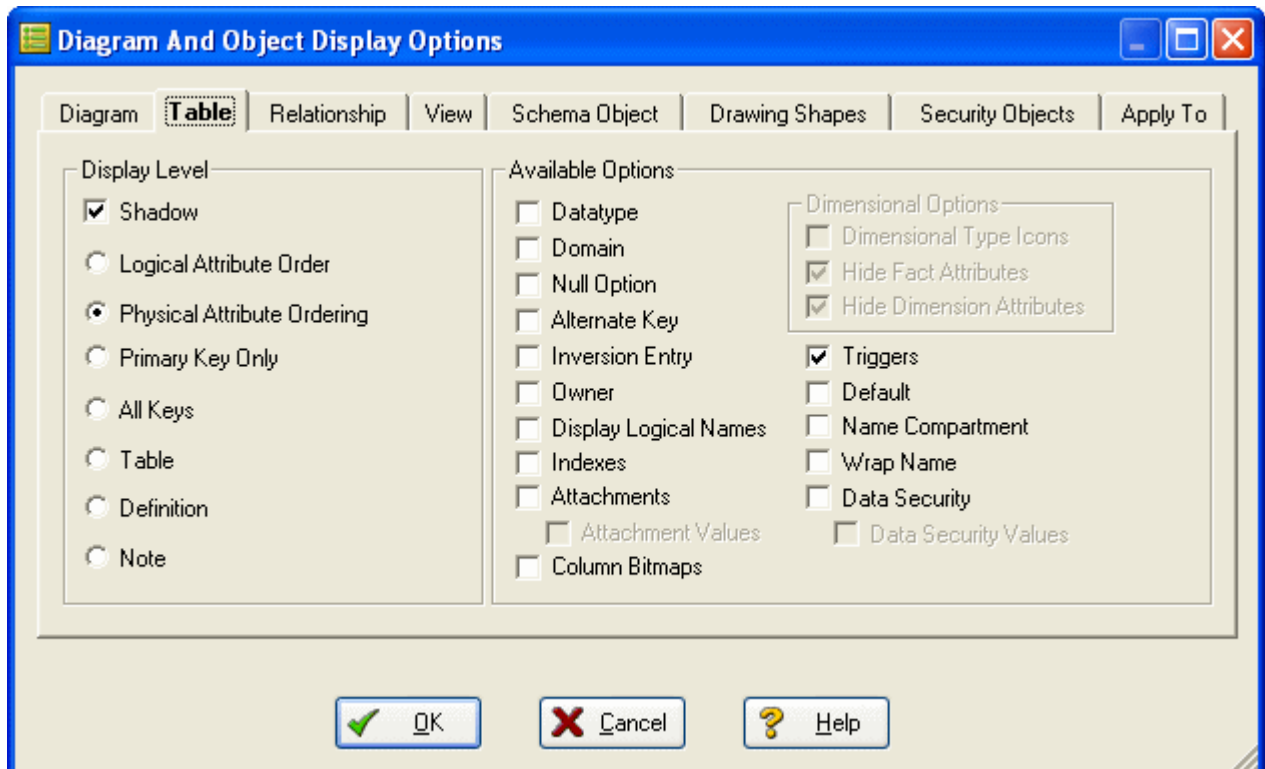 Diagram And Object Display Options
Diagram Table Relationship View Schema Object Drawing Shapes Security Objects Apply To
Display Level
Shadow
Logical Attribute Order
Physical Attribute Ordering
Primary Key Only
All Keys
Table
Definition
Note
Available Options
Datatype
Domain
Null Option
Alternate Key
Inversion Entry
Owner
Display Logical Names
Indexes
Attachments
Attachment Values
Column Bitmaps
Dimensional Options
Dimensional Type Icons
Hide Fact Attributes
Hide Dimension Attributes
Triggers
Default
Name Compartment
Wrap Name
Data Security
Data Security Values
OK Cancel Help